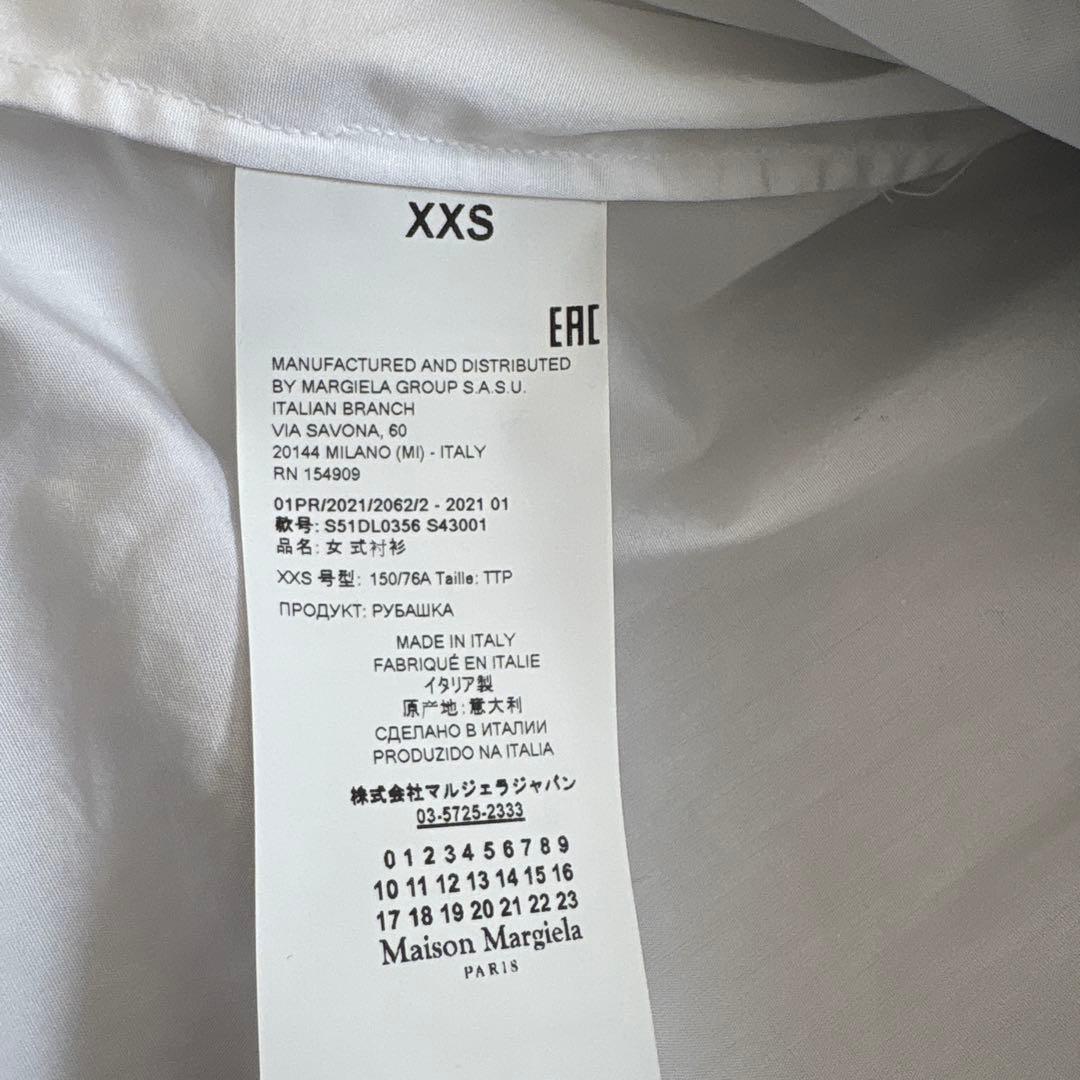 XXS
EAC
MANUFACTURED AND DISTRIBUTED
BY MARGIELA GROUP S.A.S.U.
ITALIAN BRANCH
VIA SAVONA, 60
20144 MILANO (MI) - ITALY
RN 154909
01PR/2021/2062/2 - 2021 01
款号: S51DL0356 S43001
品名: 女 式衬衫
XXS 号型: 150/76A Taille: TTP
ПРОДУКТ: РУБАШКА
MADE IN ITALY
FABRIQUÉ EN ITALIE
イタリア製
原产地:意大利
СДЕЛАНО В ИТАЛИИ
PRODUZIDO NA ITALIA
株式会社マルジェラジャパン
03-5725-2333
0 1 2 3 4 5 6 7 8 9
10 11 12 13 14 15 16
17 18 19 20 21 22 23
Maison Margiela
PARIS